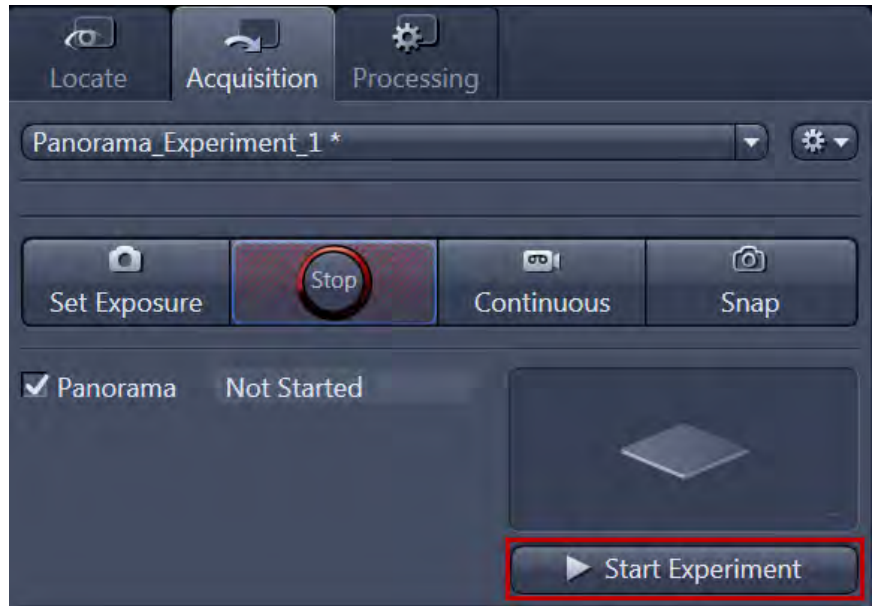 Locate Acquisition Processing
Panorama_Experiment_1 *
Set Exposure Stop Continuous Snap
Panorama Not Started
Start Experiment